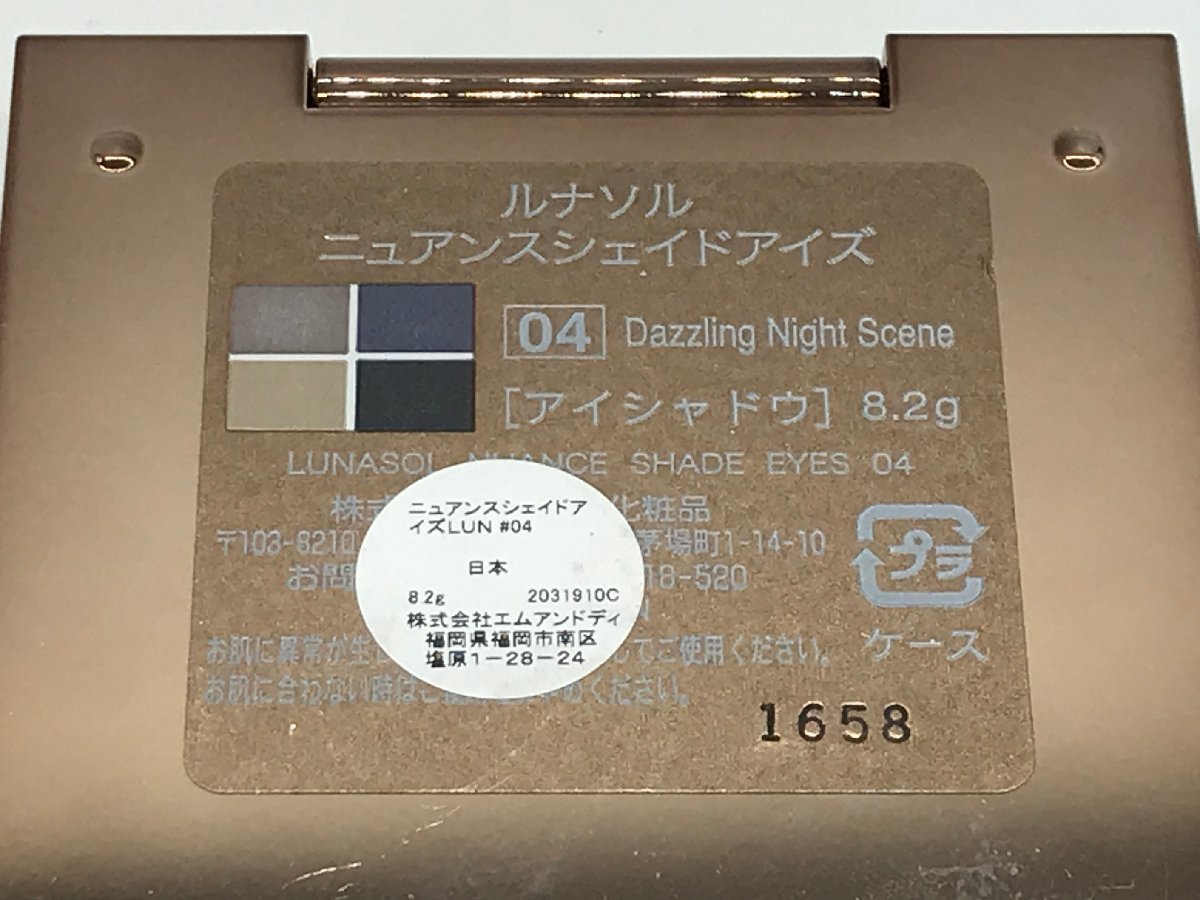 ルナソル
ニュアンスシェイドアイズ
04 Dazzling Night Scene
[アイシャドウ] 8.2g
LUNASOL NUANCE SHADE EYES 04
株式 化粧品
〒103-8210 茅場町1-14-10
お問 18-520
お肌に異常が生 してご使用ください。
お肌に合わない時はご ください。
プラ
ケース
1658
ニュアンスシェイドア
イズLUN #04
日本
8.2g 2031910C
株式会社エムアンドディ
福岡県福岡市南区
塩原1-28-24